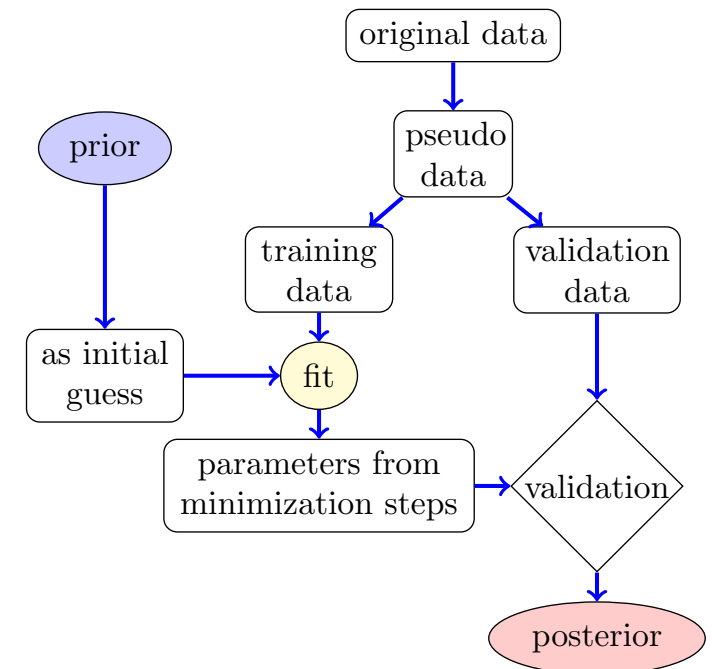 original data
pseudo
data
prior
training
data
validation
data
as initial
guess
fit
parameters from
minimization steps
validation
posterior